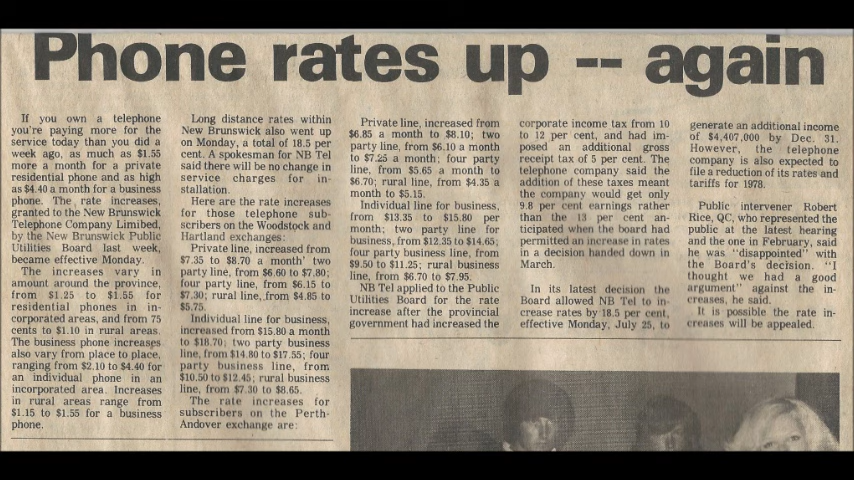 Phone rates up -- again
If you own a telephone
you're paying more for the
service today than you did a
week ago, as much as $1.55
more a month for a private
residential phone and as high
as $4.40 a month for a business
phone. The rate increases,
granted to the New Brunswick
Telephone Company Limited,
by the New Brunswick Public
Utilities Board last week,
became effective Monday.
The increases vary in
amount around the province,
from $1.25 to $1.55 for
residential phones in in-
corporated areas, and from 75
cents to $1.10 in rural areas.
The business phone increases
also vary from place to place,
ranging from $2.10 to $4.40 for
an individual phone in an
incorporated area. Increases
in rural areas range from
$1.15 to $1.55 for a business
phone.
Long distance rates within
New Brunswick also went up
on Monday, a total of 18.5 per
cent. A spokesman for NB Tel
said there will be no change in
service charges for in-
stallation.
Here are the rate increases
for those telephone sub-
scribers on the Woodstock and
Hartland exchanges:
Private line, increased from
$7.35 to $8.70 a month' two
party line, from $6.60 to $7.80;
four party line, from $6.15 to
$7.30; rural line, from $4.85 to
$5.75.
Individual line for business,
increased from $15.80 a month
to $18.70; two party business
line, from $14.80 to $17.55; four
party business line, from
$10.50 to $12.45; rural business
line, from $7.30 to $8.65.
The rate increases for
subscribers on the Perth-
Andover exchange are:
Private line, increased from
$6.85 a month to $8.10; two
party line, from $6.10 a month
to $7.25 a month; four party
line, from $5.65 a month to
$6.70; rural line, from $4.35 a
month to $5.15.
Individual line for business,
from $13.35 to $15.80 per
month; two party line for
business, from $12.35 to $14.65;
four party business line, from
$9.50 to $11.25; rural business
line, from $6.70 to $7.95.
NB Tel applied to the Public
Utilities Board for the rate
increase after the provincial
government had increased the
corporate income tax from 10
to 12 per cent, and had im-
posed an additional gross
receipt tax of 5 per cent. The
telephone company said the
addition of these taxes meant
the company would get only
9.8 per cent earnings rather
than the 13 per cent an-
ticipated when the board had
permitted an increase in rates
in a decision handed down in
March.
In its latest decision the
Board allowed NB Tel to in-
crease rates by 18.5 per cent,
effective Monday, July 25, to
generate an additional income
of $4,407,000 by Dec. 31.
However, the telephone
company is also expected to
file a reduction of its rates and
tariffs for 1978.
Public intervener Robert
Rice, QC, who represented the
public at the latest hearing
and the one in February, said
he was "disappointed" with
the Board's decision. "I
thought we had a good
argument" against the in-
creases, he said.
It is possible the rate in-
creases will be appealed.